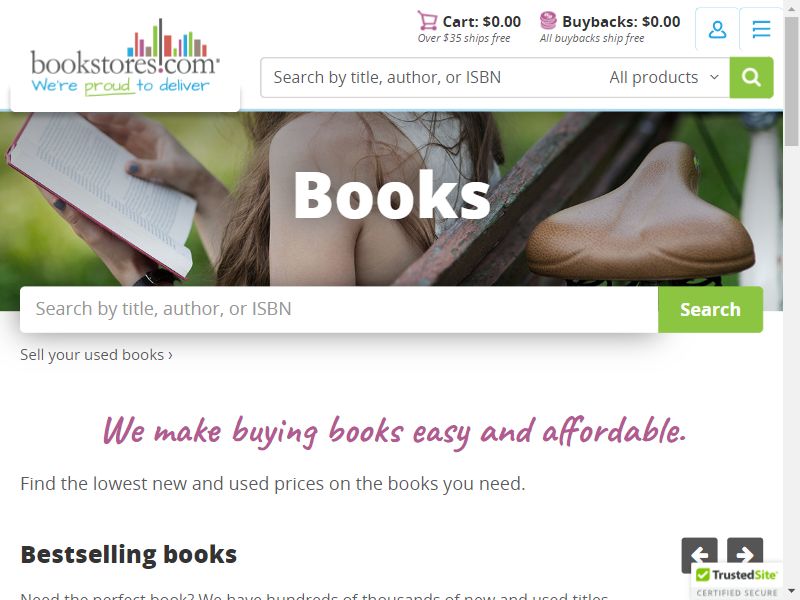 bookstores.com
We're proud to deliver
Cart: $0.00
Over $35 ships free
Buybacks: $0.00
All buybacks ship free
Search by title, author, or ISBN
All products
Books
Search by title, author, or ISBN
Search
Sell your used books ›
We make buying books easy and affordable.
Find the lowest new and used prices on the books you need.
Bestselling books
Need the perfect book? We have hundreds of thousands of new and used titles
TrustedSite
CERTIFIED SECURE